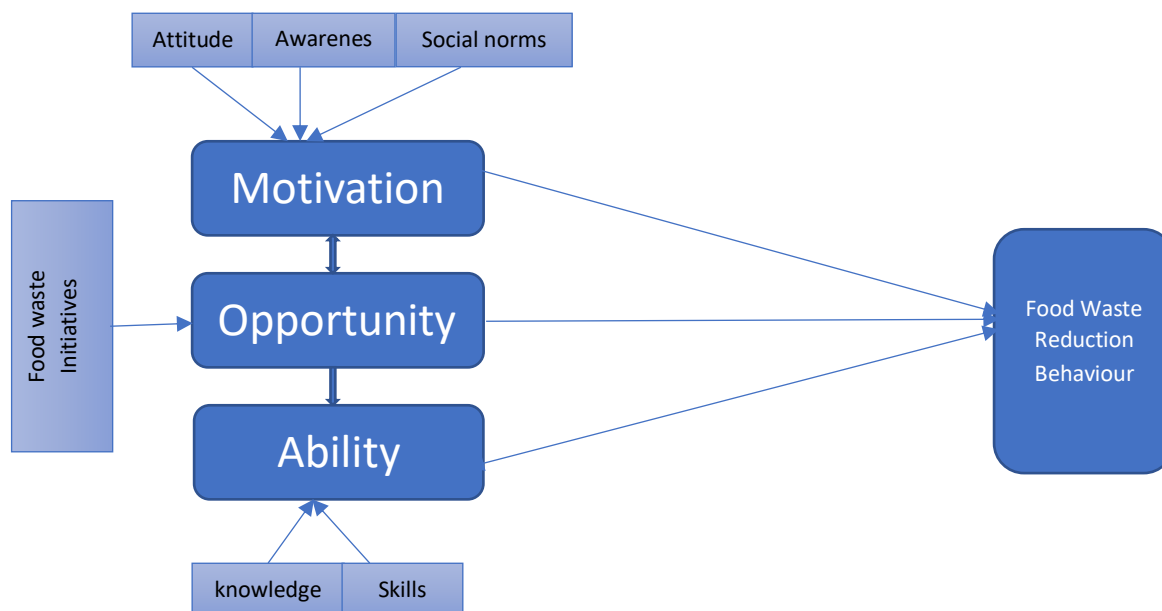 Attitude
Awarenes
Social norms
Motivation
Food waste
Initiatives
Opportunity
Food Waste
Reduction
Behaviour
Ability
knowledge
Skills